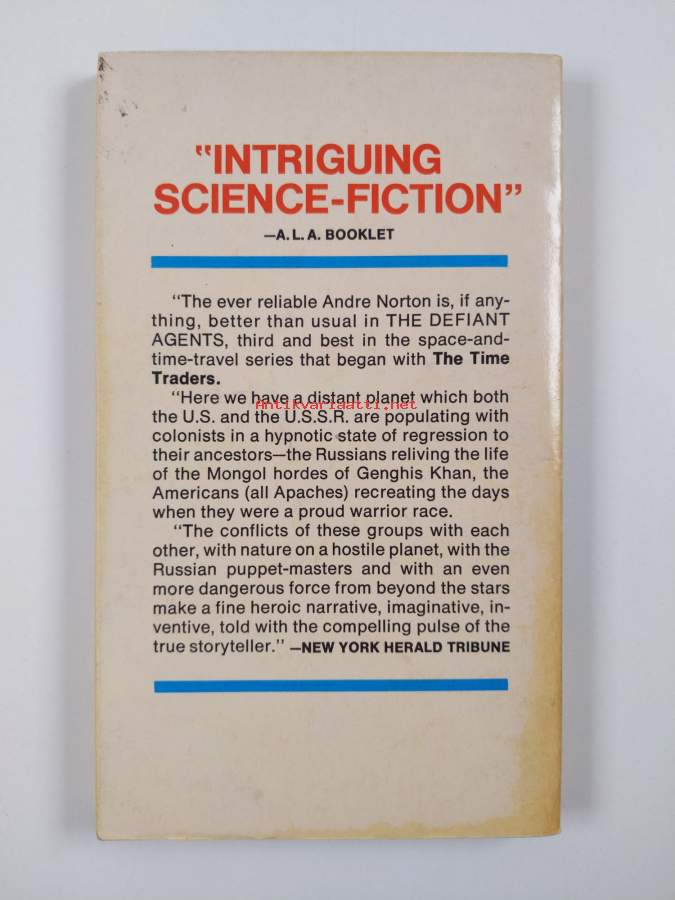 "INTRIGUING
SCIENCE-FICTION"
—A.L.A. BOOKLET
"The ever reliable Andre Norton is, if any-
thing, better than usual in THE DEFIANT
AGENTS, third and best in the space-and-
time-travel series that began with The Time
Traders.
"Here we have a distant planet which both
Antikvariaatti.net
the U.S. and the U.S.S.R. are populating with
colonists in a hypnotic state of regression to
their ancestors—the Russians reliving the life
of the Mongol hordes of Genghis Khan, the
Americans (all Apaches) recreating the days
when they were a proud warrior race.
"The conflicts of these groups with each
other, with nature on a hostile planet, with the
Russian puppet-masters and with an even
more dangerous force from beyond the stars
make a fine heroic narrative, imaginative, in-
ventive, told with the compelling pulse of the
true storyteller." —NEW YORK HERALD TRIBUNE